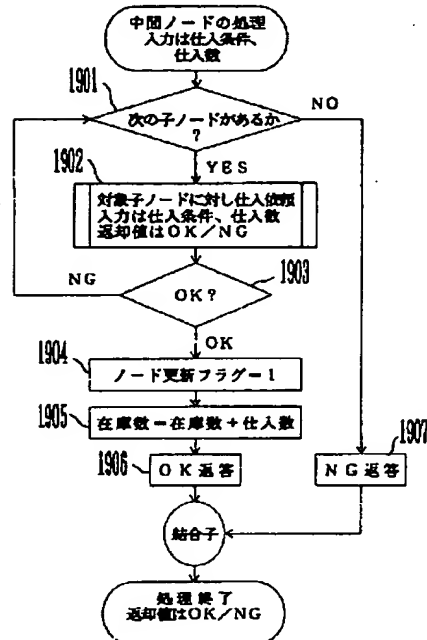 中間ノードの処理
入力は仕入条件、
仕入数
1901
次の子ノードがあるか
?
NO
YES
1902
対象子ノードに対し仕入依頼
入力は仕入条件、仕入数
返却値はOK/NG
NG
1903
OK?
OK
1904
ノード更新フラグ=1
1905
在庫数=在庫数+仕入数
1906
OK返答
1907
NG返答
結合子
処理終了
返却値はOK/NG